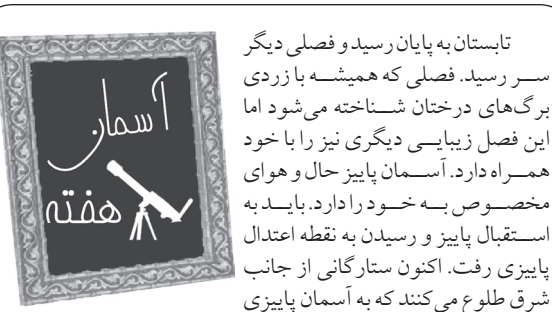 تابستان به پایان رسید و فصلی دیگر
سر رسید. فصلی که همیشه با زردی
برگ‌های درختان شناخته می‌شود اما
این فصل زیبایی دیگری نیز را با خود
همراه دارد. آسمان پاییز حال و هوای
مخصوص به خود را دارد. باید به
استقبال پاییز و رسیدن به نقطه اعتدال
پاییزی رفت. اکنون ستارگانی از جانب
شرق طلوع می‌کنند که به آسمان پاییزی
آسمان
هفته